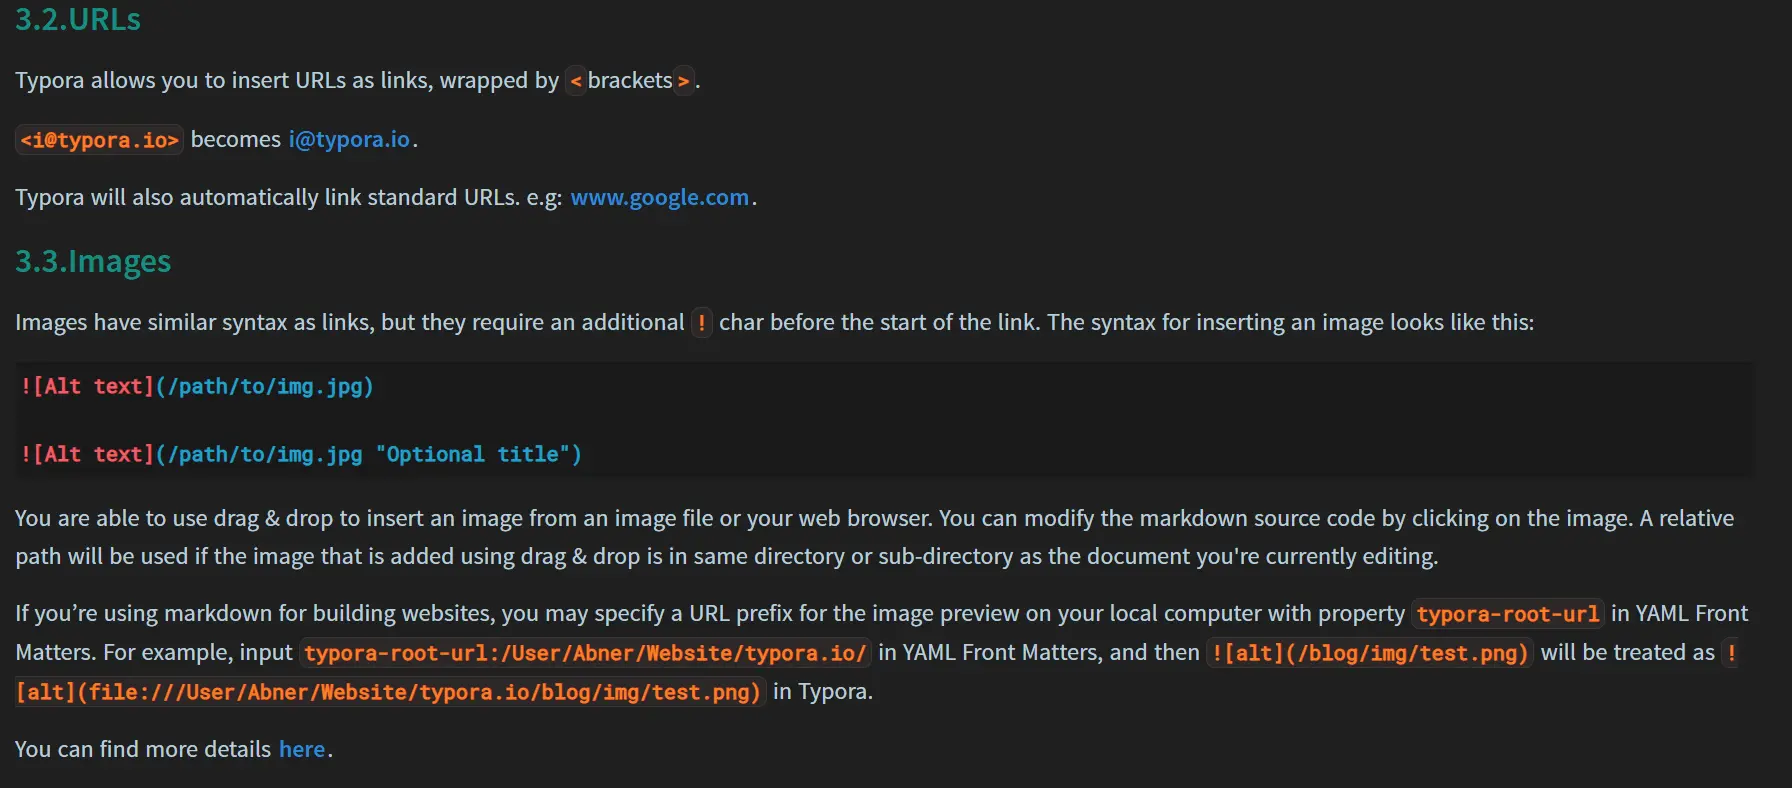 3.2.URLs
Typora allows you to insert URLs as links, wrapped by <brackets>.
<i@typora.io> becomes i@typora.io.
Typora will also automatically link standard URLs. e.g: www.google.com.
3.3.Images
Images have similar syntax as links, but they require an additional ! char before the start of the link. The syntax for inserting an image looks like this:
![Alt text](/path/to/img.jpg)
![Alt text](/path/to/img.jpg "Optional title")
You are able to use drag & drop to insert an image from an image file or your web browser. You can modify the markdown source code by clicking on the image. A relative
path will be used if the image that is added using drag & drop is in same directory or sub-directory as the document you're currently editing.
If you’re using markdown for building websites, you may specify a URL prefix for the image preview on your local computer with property typora-root-url in YAML Front
Matters. For example, input typora-root-url:/User/Abner/Website/typora.io/ in YAML Front Matters, and then ![alt](/blog/img/test.png) will be treated as !
[alt](file:///User/Abner/Website/typora.io/blog/img/test.png) in Typora.
You can find more details here.